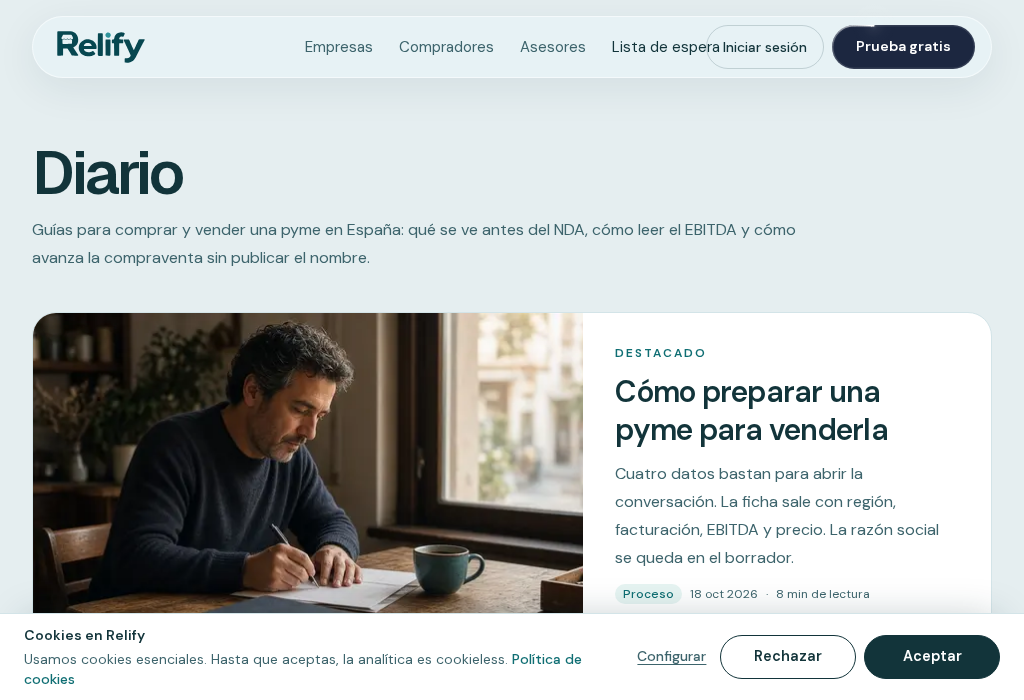 Relify
Empresas
Compradores
Asesores
Lista de espera
Iniciar sesión
Prueba gratis
Diario
Guías para comprar y vender una pyme en España: qué se ve antes del NDA, cómo leer el EBITDA y cómo
avanza la compraventa sin publicar el nombre.
DESTACADO
Cómo preparar una
pyme para venderla
Cuatro datos bastan para abrir la
conversación. La ficha sale con región,
facturación, EBITDA y precio. La razón social
se queda en el borrador.
Proceso 18 oct 2026 · 8 min de lectura
Cookies en Relify
Usamos cookies esenciales. Hasta que aceptas, la analítica es cookieless. Política de
cookies
Configurar
Rechazar
Aceptar